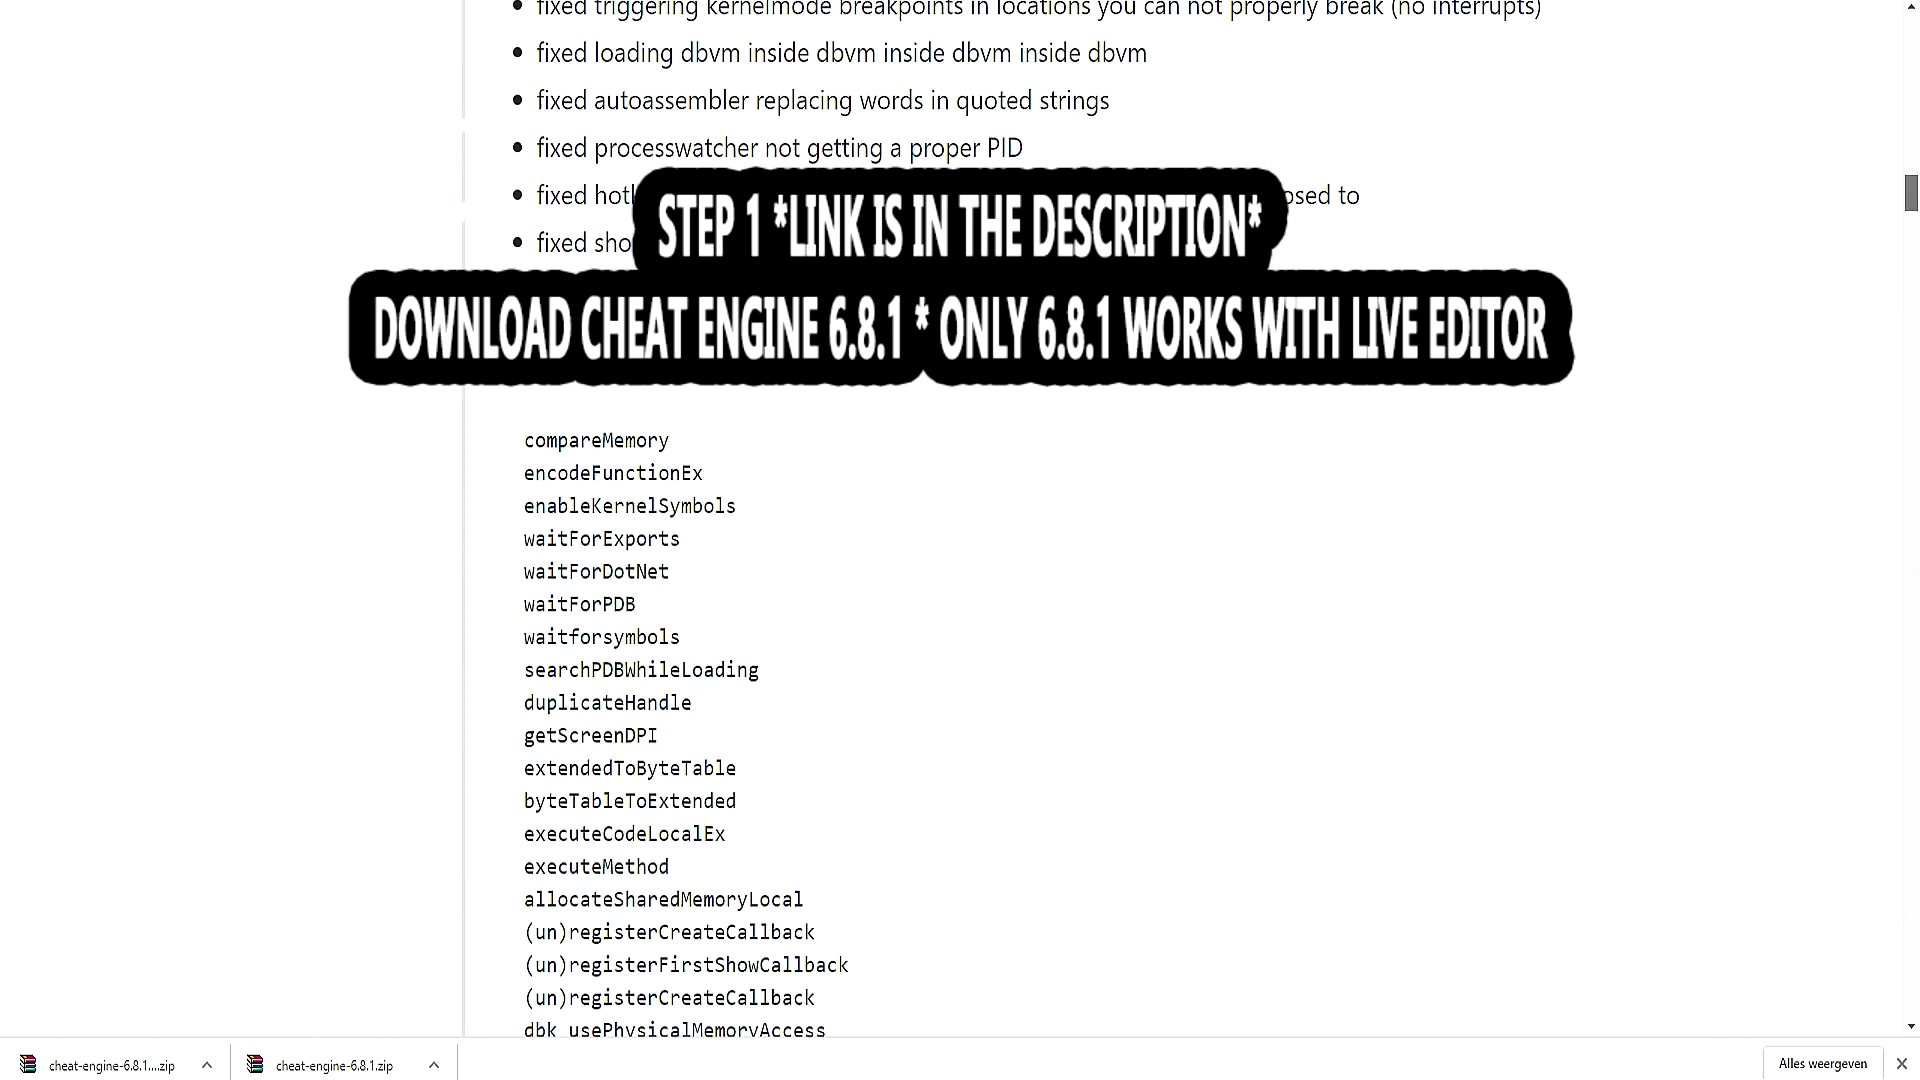 fixed triggering kernelmode breakpoints in locations you can not properly break (no interrupts)
fixed loading dbvm inside dbvm inside dbvm inside dbvm
fixed autoassembler replacing words in quoted strings
fixed processwatcher not getting a proper PID
fixed to
STEP 1 *LINK IS IN THE DESCRIPTION*
fixed
DOWNLOAD CHEAT ENGINE 6.8.1 * ONLY 6.8.1 WORKS WITH LIVE EDITOR
compareMemory
encodeFunctionEx
enableKernelSymbols
waitForExports
waitForDotNet
waitForPDB
waitforsymbols
searchPDBWhileLoading
duplicateHandle
getScreenDPI
extendedToByteTable
byteTableToExtended
executeCodeLocalEx
executeMethod
allocateSharedMemoryLocal
(un)registerCreateCallback
(un)registerFirstShowCallback
(un)registerCreateCallback
dbk_usePhysicalMemoryAccess
cheat-engine-6.8.1....zip
cheat-engine-6.8.1.zip
Alles weergeven